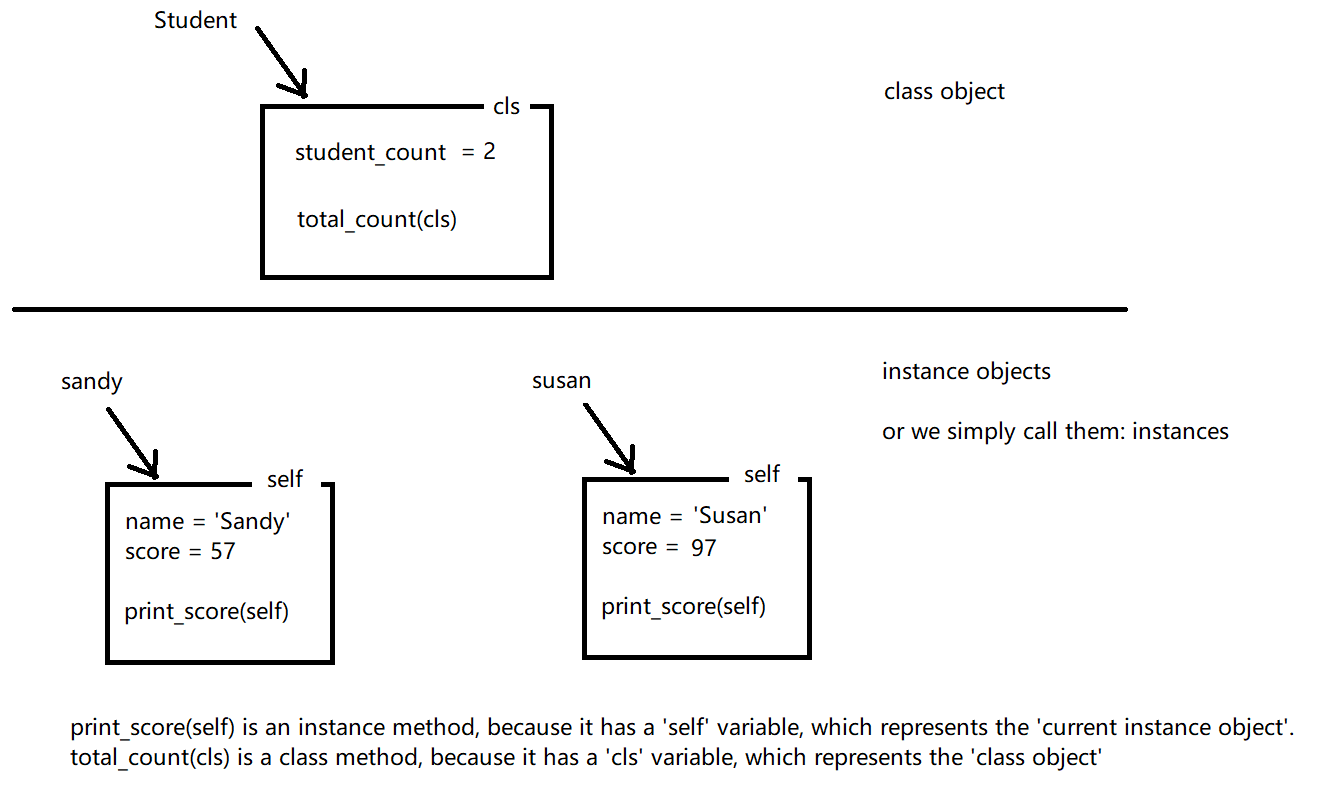 Student
class object
cls
student_count = 2
total_count(cls)
instance objects
sandy
susan
or we simply call them: instances
self
self
name = 'Sandy'
score = 57
print_score(self)
name = 'Susan'
score = 97
print_score(self)
print_score(self) is an instance method, because it has a 'self' variable, which represents the 'current instance object'.
total_count(cls) is a class method, because it has a 'cls' variable, which represents the 'class object'